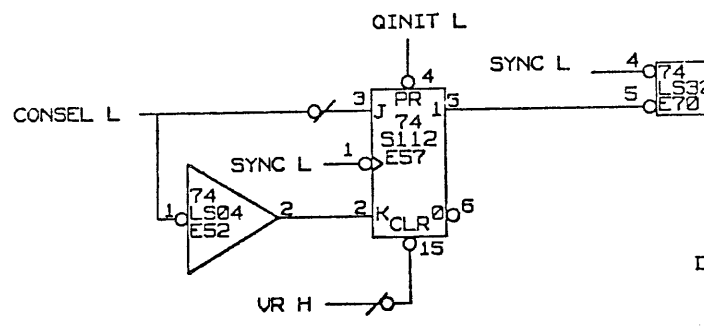 QINIT L
4
SYNC L
4
74
LS32
E70
5
3
J
PR
1
5
74
S112
E57
CONSEL L
SYNC L
1
1
74
LS04
E52
2
2
K
CLR
0
6
15
VR H